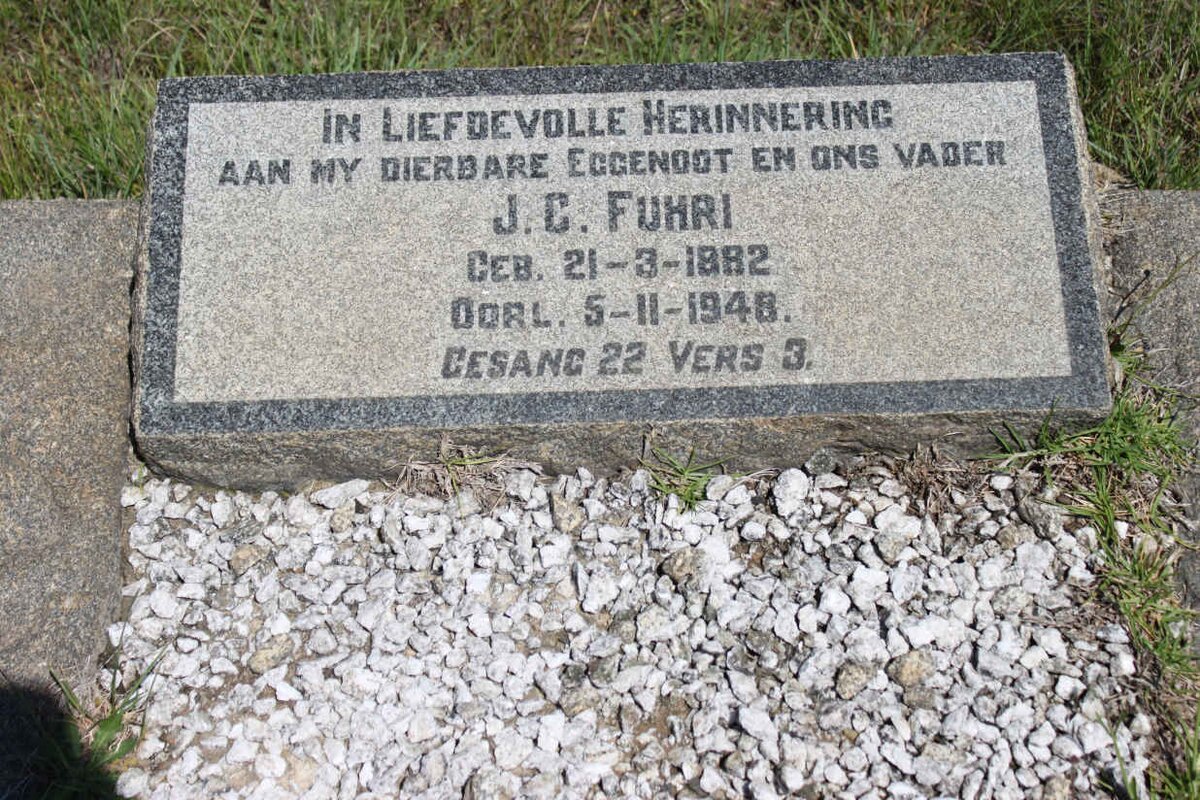 IN LIEFDEVOLLE HERINNERING
AAN MY DIERBARE EGGENOOT EN ONS VADER
J. C. FUHRI
GEB. 21-3-1882
OORL. 5-11-1948.
GESANG 22 VERS 3.